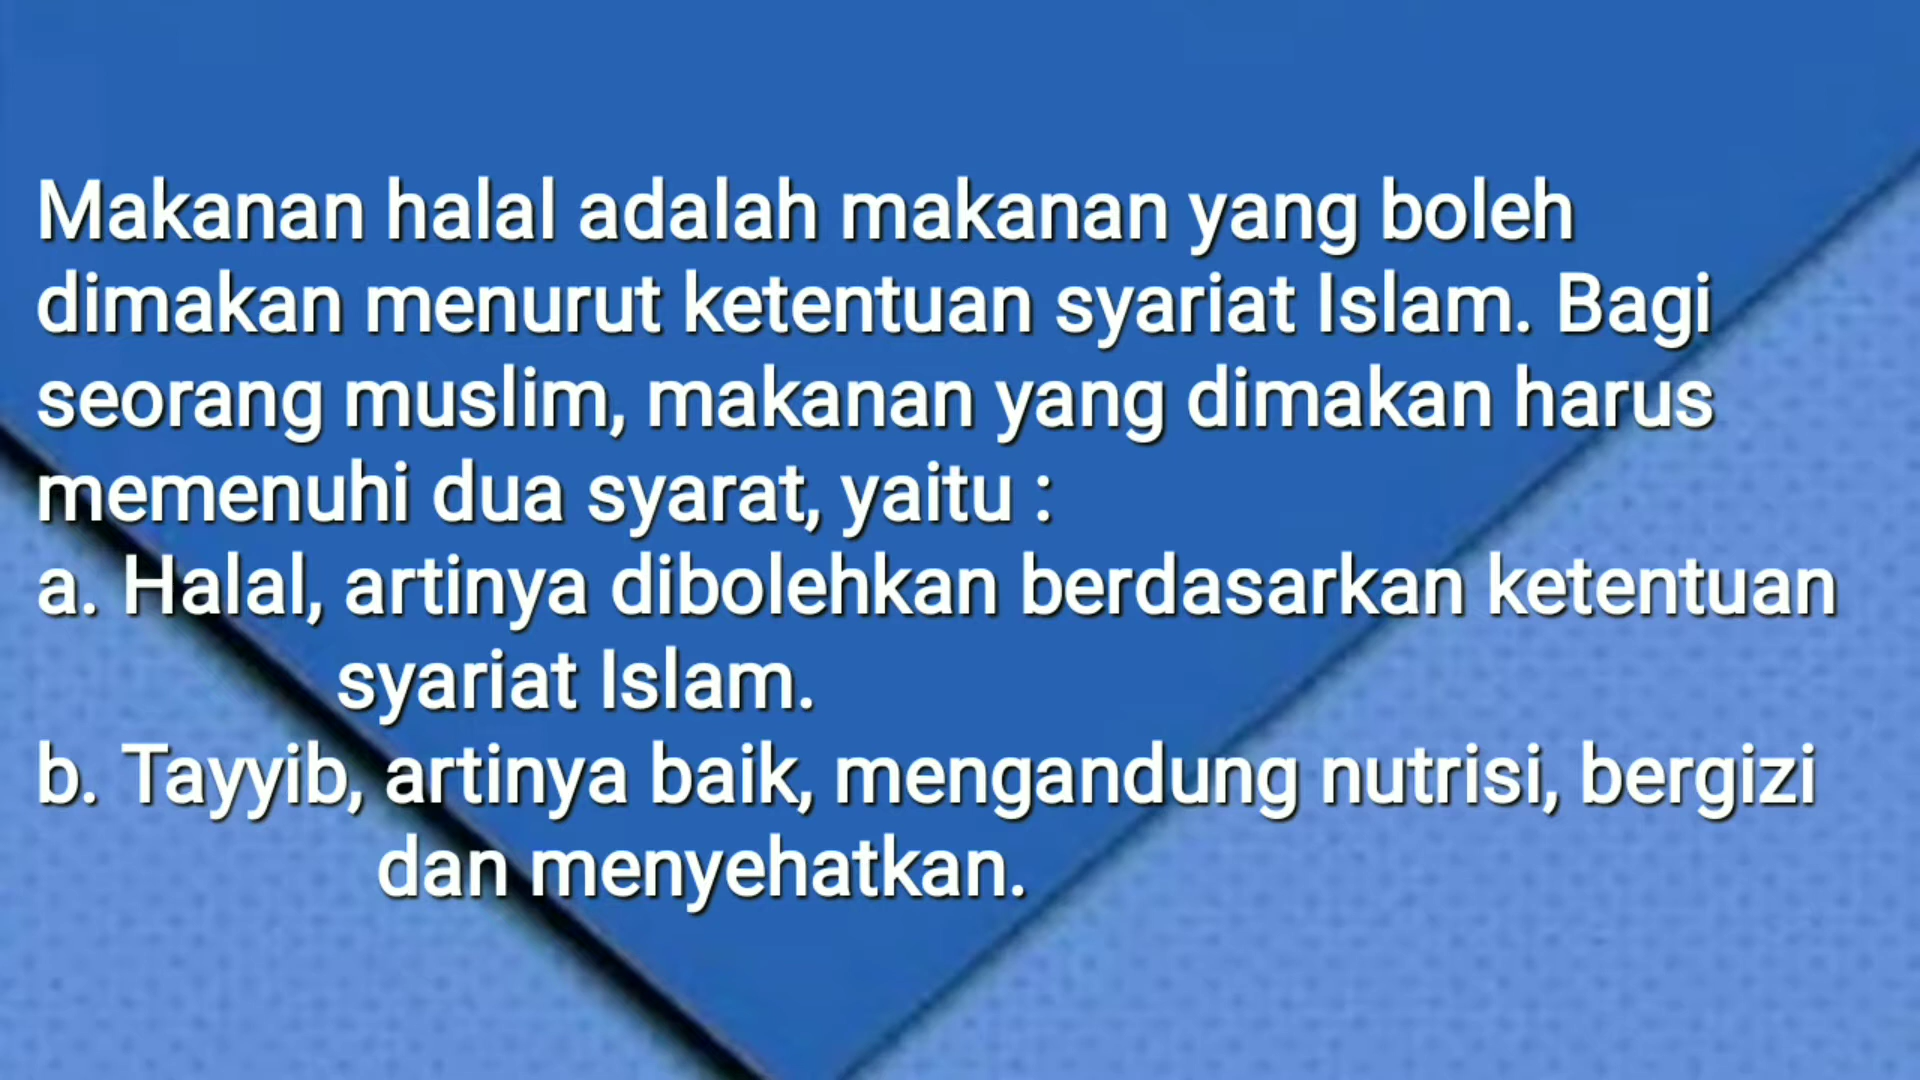 Makanan halal adalah makanan yang boleh
dimakan menurut ketentuan syariat Islam. Bagi
seorang muslim, makanan yang dimakan harus
memenuhi dua syarat, yaitu :
a. Halal, artinya dibolehkan berdasarkan ketentuan
syariat Islam.
b. Tayyib, artinya baik, mengandung nutrisi, bergizi
dan menyehatkan.